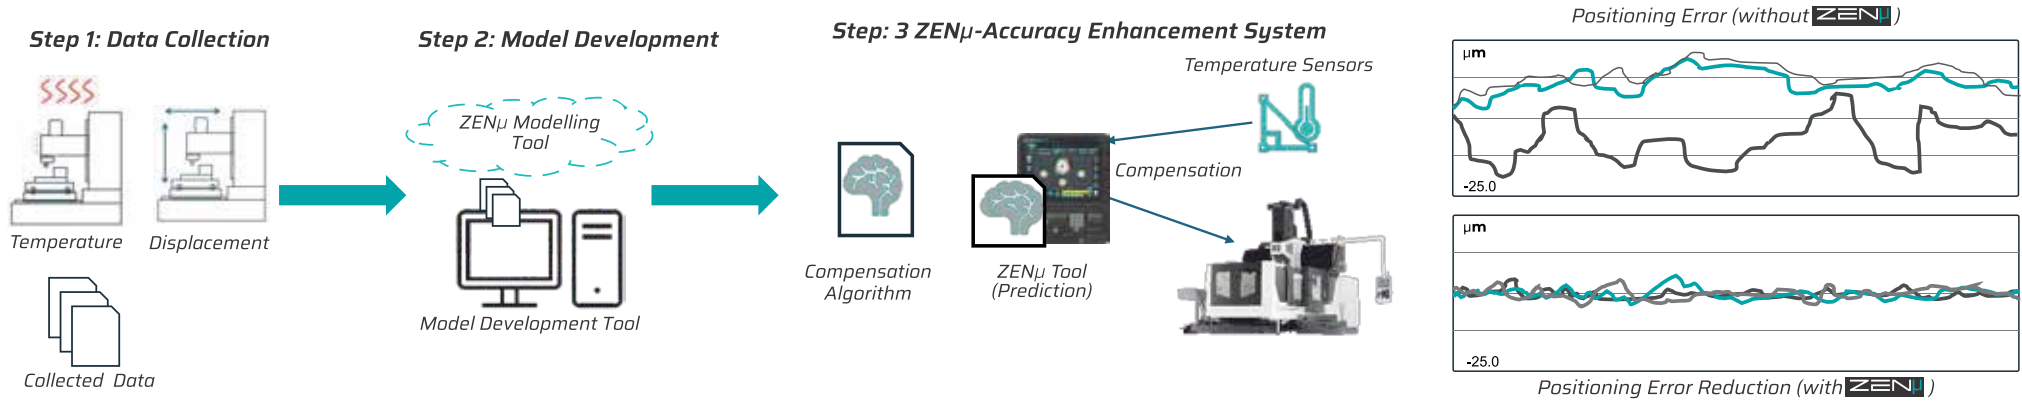 Step 1: Data Collection
Temperature
Displacement
Collected Data
Step 2: Model Development
ZENμ Modelling
Tool
Model Development Tool
Step: 3 ZENμ-Accuracy Enhancement System
Temperature Sensors
Compensation
Compensation
Algorithm
ZENμ Tool
(Prediction)
Positioning Error (without ZENμ)
μm
-25.0
μm
-25.0
Positioning Error Reduction (with ZENμ)